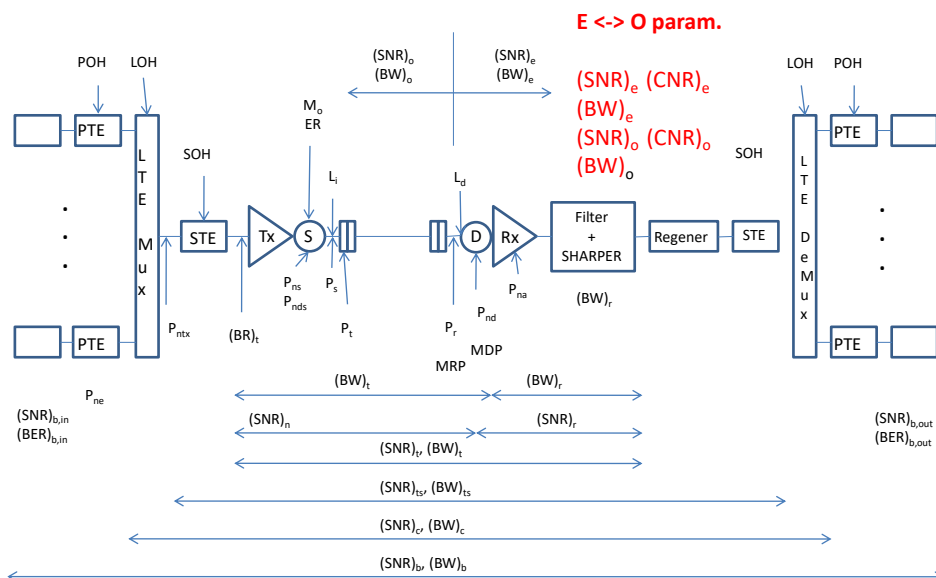 E <-> O param.
(SNR)o
(BW)o
(SNR)e
(BW)e
(SNR)e (CNR)e
(BW)e
(SNR)o (CNR)o
(BW)o
POH
LOH
LOH
POH
Mo
ER
SOH
SOH
PTE
PTE
Li
Ld
LTE Mux
STE
Tx
S
D
Rx
Filter
+
SHARPER
Regener
STE
LTE DeMux
Pns
Pnds
Ps
Pna
Pnd
(BW)r
Pntx
(BR)t
Pt
Pr
PTE
PTE
MDP
MRP
Pne
(BW)t
(BW)r
(SNR)b,in
(BER)b,in
(SNR)n
(SNR)r
(SNR)b,out
(BER)b,out
(SNR)t, (BW)t
(SNR)ts, (BW)ts
(SNR)c, (BW)c
(SNR)b, (BW)b